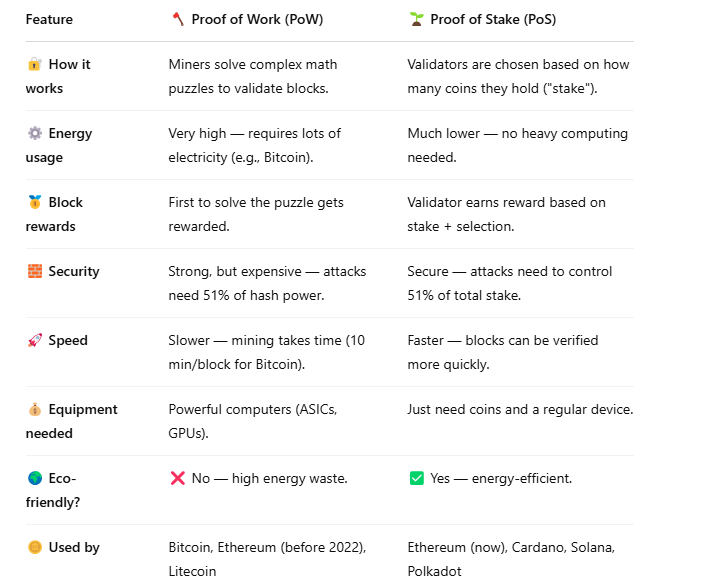 Feature Proof of Work (PoW) Proof of Stake (PoS)
How it works
Miners solve complex math
puzzles to validate blocks.
Validators are chosen based on how
many coins they hold ("stake").
Energy
usage
Very high — requires lots of
electricity (e.g., Bitcoin).
Much lower — no heavy computing
needed.
Block
rewards
First to solve the puzzle gets
rewarded.
Validator earns reward based on
stake + selection.
Security
Strong, but expensive — attacks
need 51% of hash power.
Secure — attacks need to control
51% of total stake.
Speed
Slower — mining takes time (10
min/block for Bitcoin).
Faster — blocks can be verified
more quickly.
Equipment
needed
Powerful computers (ASICs,
GPUs).
Just need coins and a regular device.
Eco-
friendly?
No — high energy waste.
Yes — energy-efficient.
Used by
Bitcoin, Ethereum (before 2022),
Litecoin
Ethereum (now), Cardano, Solana,
Polkadot